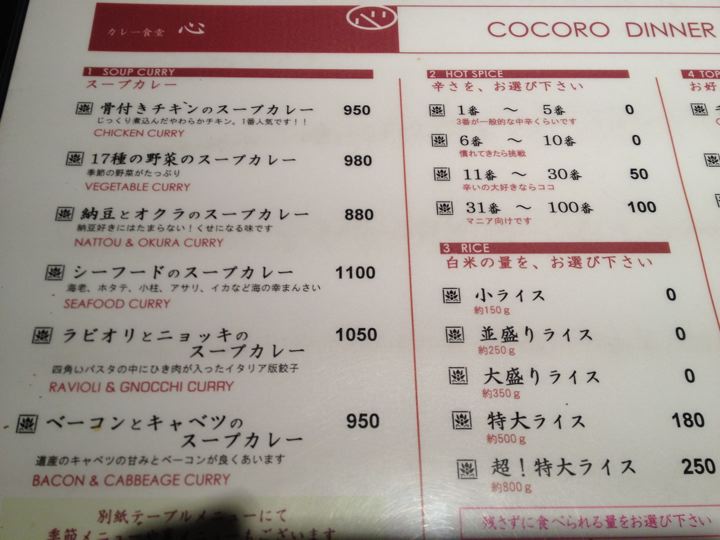 カレー食堂 心
COCORO DINNER
1 SOUP CURRY
スープカレー
骨付きチキンのスープカレー 950
じっくり煮込んだやわらかチキン。1番人気です！！
CHICKEN CURRY
17種の野菜のスープカレー 980
季節の野菜がたっぷり
VEGETABLE CURRY
納豆とオクラのスープカレー 880
納豆好きにはたまらない！くせになる味です
NATTOU & OKURA CURRY
シーフードのスープカレー 1100
海老、ホタテ、小柱、アサリ、イカなど海の幸まんさい
SEAFOOD CURRY
ラビオリとニョッキの
スープカレー 1050
四角いパスタの中にひき肉が入ったイタリア版餃子
RAVIOLI & GNOCCHI CURRY
ベーコンとキャベツの
スープカレー 950
道産のキャベツの甘みとベーコンが良くあいます
BACON & CABBEAGE CURRY
別紙テーブルメニューにて
2 HOT SPICE
辛さを、お選び下さい
1番 〜 5番 0
3番が一般的な中辛くらいです
6番 〜 10番 0
慣れてきたら挑戦
11番 〜 30番 50
辛いの大好きならココ
31番 〜 100番 100
マニア向けです
3 RICE
白米の量を、お選び下さい
小ライス 0
約150g
並盛りライス 0
約250g
大盛りライス 0
約350g
特大ライス 180
約500g
超！特大ライス 250
約800g
残さずに食べられる量をお選び下さい
4 TOP
お好